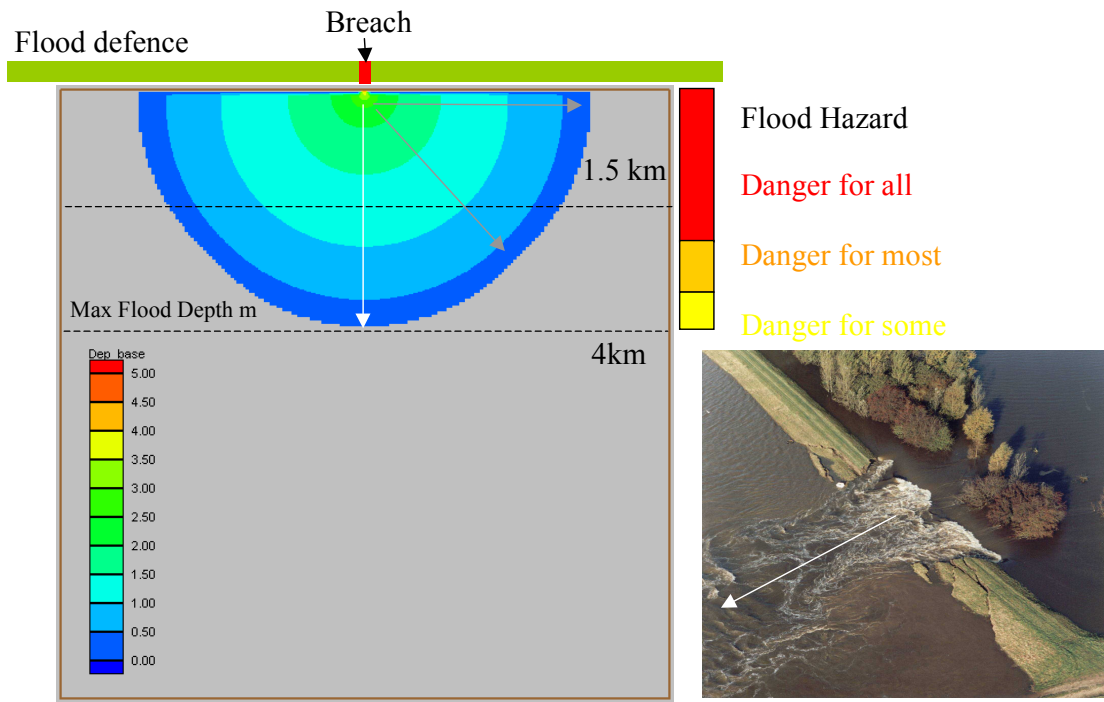 Breach
Flood defence
Flood Hazard
1.5 km
Danger for all
Danger for most
Max Flood Depth m
Danger for some
4km
Dep base
5.00
4.50
4.00
3.50
3.00
2.50
2.00
1.50
1.00
0.50
0.00